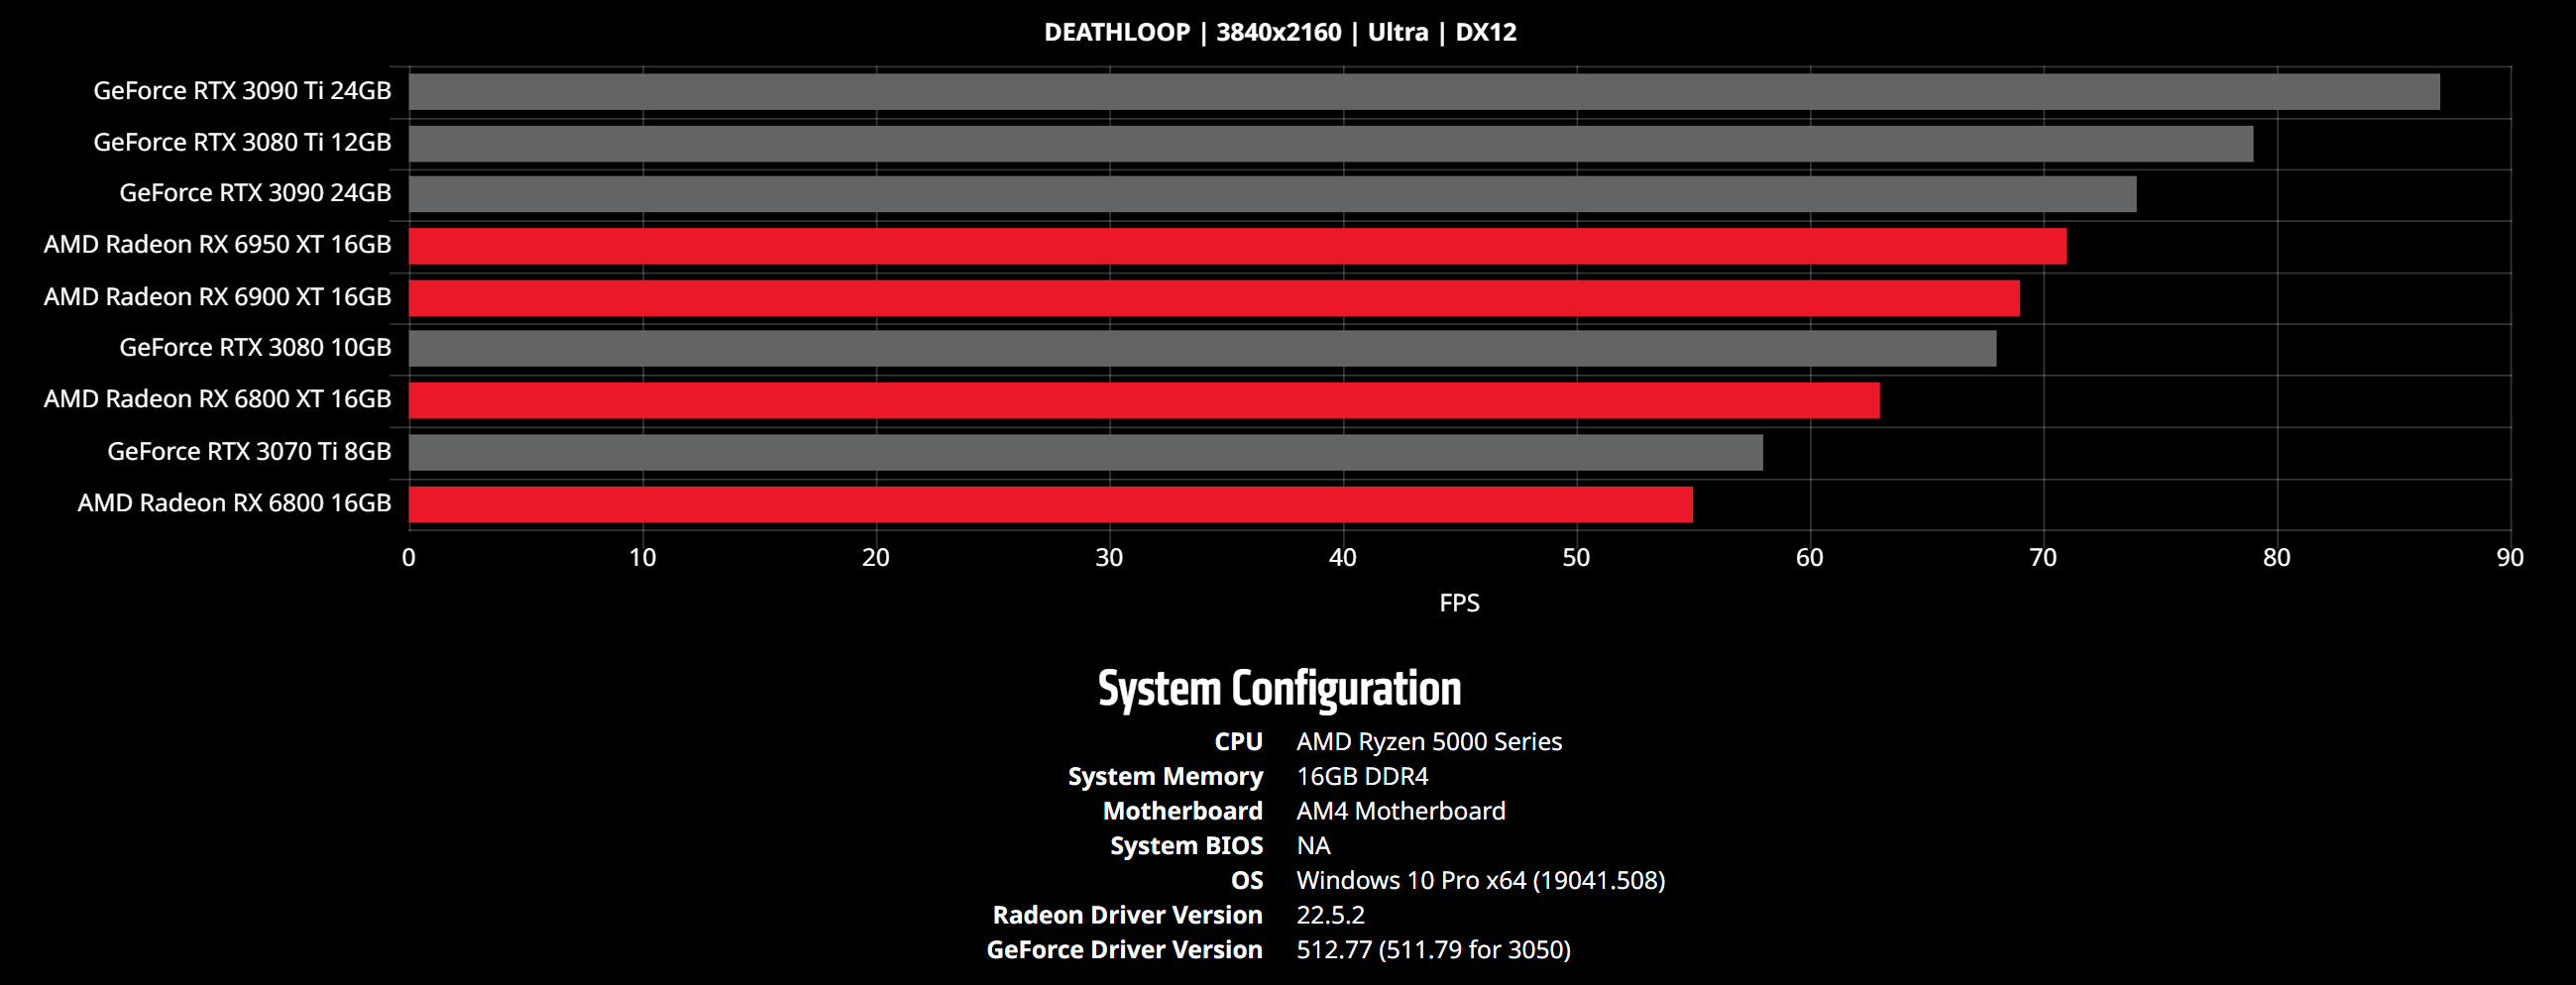 DEATHLOOP | 3840x2160 | Ultra | DX12
GeForce RTX 3090 Ti 24GB
GeForce RTX 3080 Ti 12GB
GeForce RTX 3090 24GB
AMD Radeon RX 6950 XT 16GB
AMD Radeon RX 6900 XT 16GB
GeForce RTX 3080 10GB
AMD Radeon RX 6800 XT 16GB
GeForce RTX 3070 Ti 8GB
AMD Radeon RX 6800 16GB
0 10 20 30 40 50 60 70 80 90
FPS
System Configuration
CPU AMD Ryzen 5000 Series
System Memory 16GB DDR4
Motherboard AM4 Motherboard
System BIOS NA
OS Windows 10 Pro x64 (19041.508)
Radeon Driver Version 22.5.2
GeForce Driver Version 512.77 (511.79 for 3050)